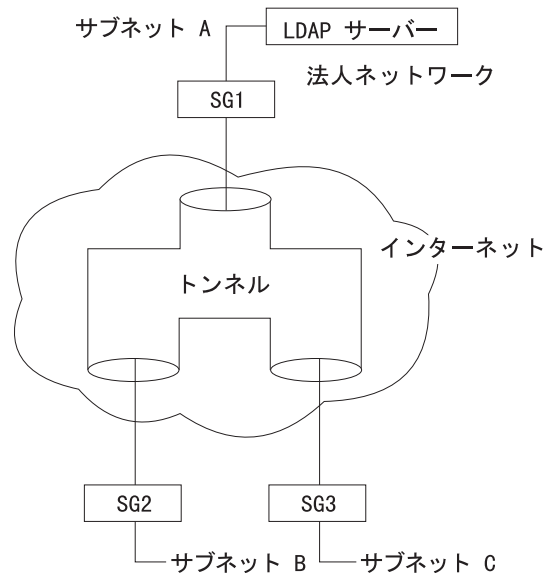 サブネット A
LDAP サーバー
法人ネットワーク
SG1
インターネット
トンネル
SG2
SG3
サブネット B
サブネット C